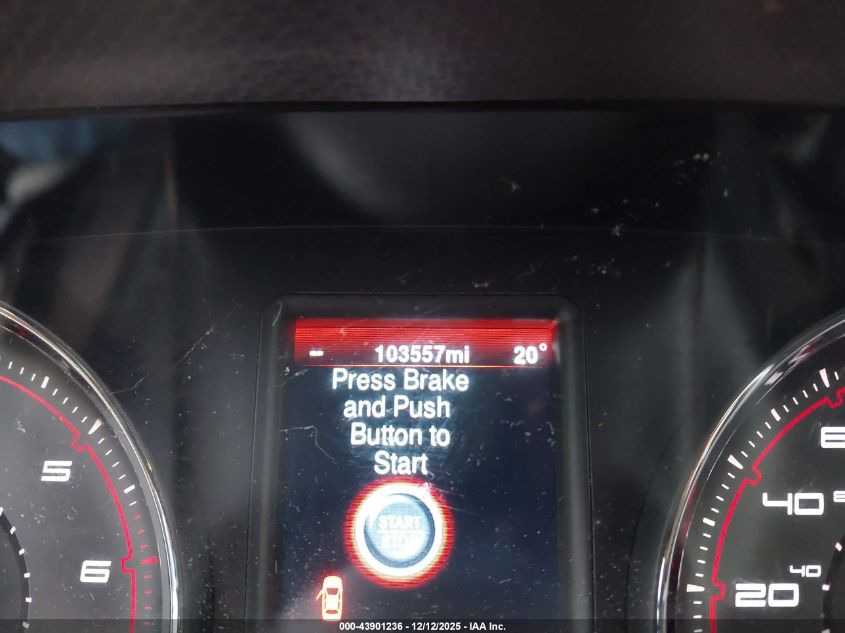 -- 103557mi 20°
Press Brake
and Push
Button to
Start
START
STOP
5
6
6
40
20 40
000-43901236 - 12/12/2025 - IAA Inc.